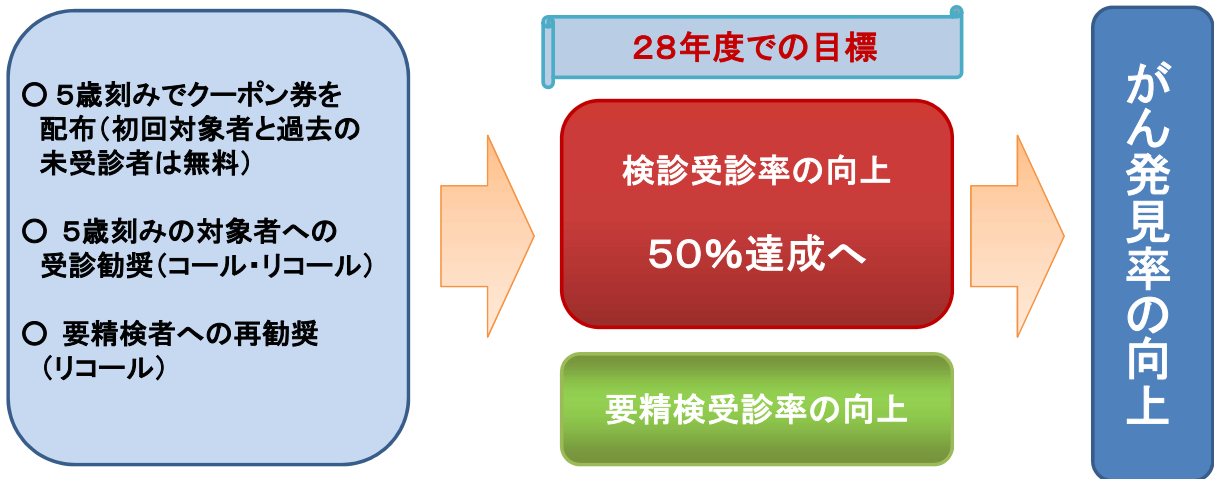 ○ 5歳刻みでクーポン券を
配布(初回対象者と過去の
未受診者は無料)
○ 5歳刻みの対象者への
受診勧奨(コール・リコール)
○ 要精検者への再勧奨
(リコール)
28年度での目標
検診受診率の向上
50%達成へ
要精検受診率の向上
がん発見率の向上